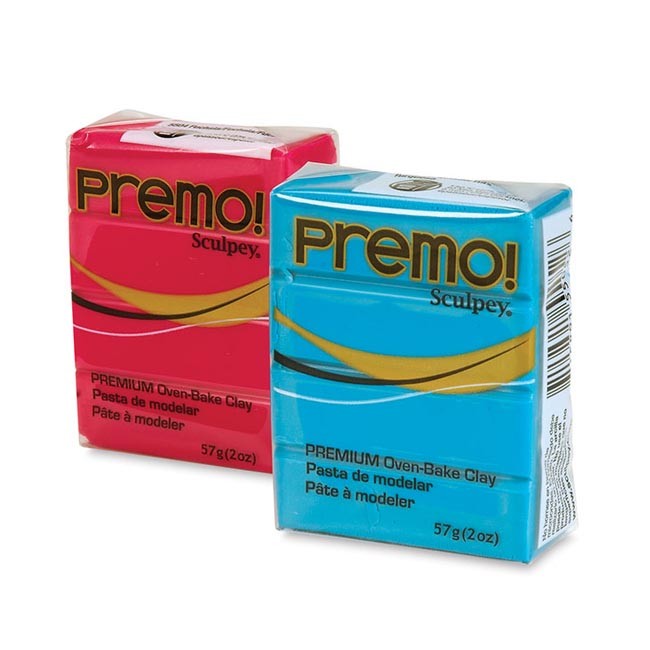 Premo!
Sculpey®
PREMIUM Oven-Bake Clay
Pasta de modelar
Pâte à modeler
57g(2oz)
Premo!
Sculpey®
PREMIUM Oven-Bake Clay
Pasta de modelar
Pâte à modeler
57g(2oz)